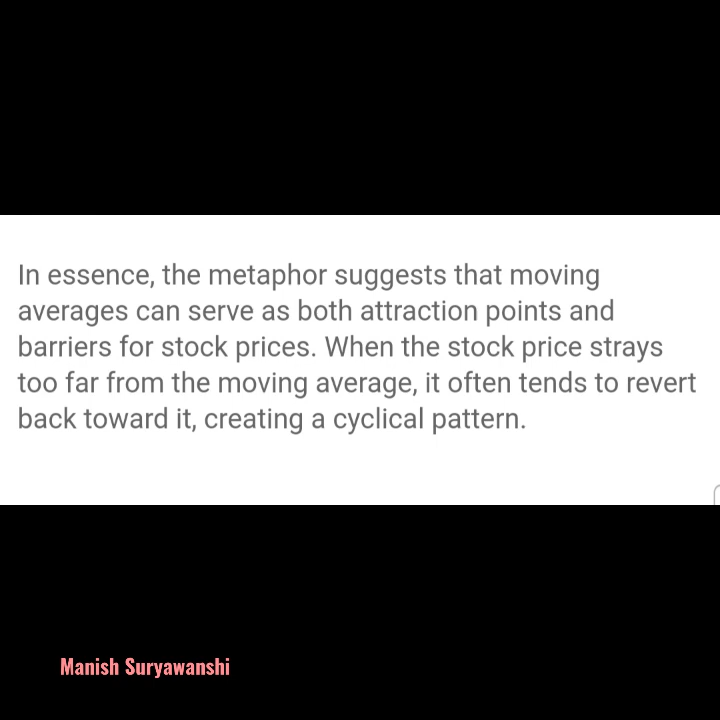 In essence, the metaphor suggests that moving
averages can serve as both attraction points and
barriers for stock prices. When the stock price strays
too far from the moving average, it often tends to revert
back toward it, creating a cyclical pattern.
Manish Suryawanshi